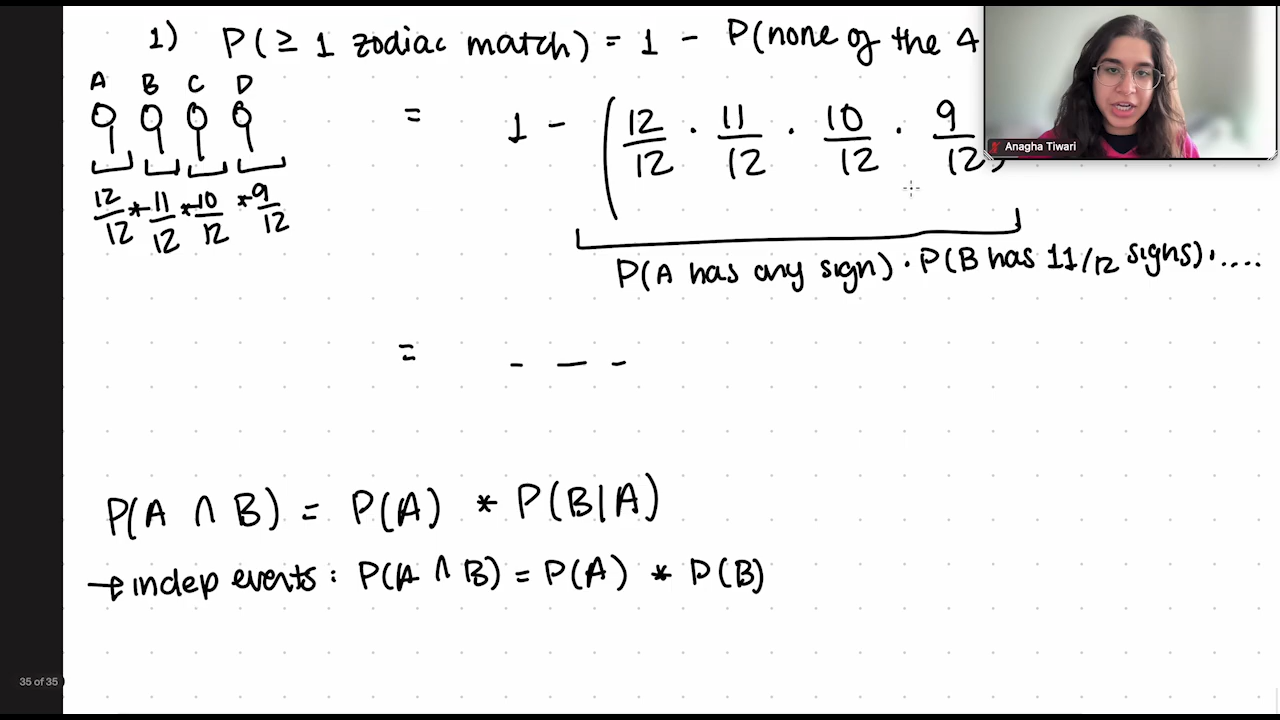 1) P(≥ 1 zodiac match) = 1 - P(none of the 4
A B C D
= 1 - ( 12/12 · 11/12 · 10/12 · 9/12 )
12/12 * 11/12 * 10/12 * 9/12
P(A has any sign) · P(B has 11/12 signs) · ....
= - — -
P(A ∩ B) = P(A) * P(B|A)
→ indep events: P(A ∩ B) = P(A) * P(B)
Anagha Tiwari
35 of 35